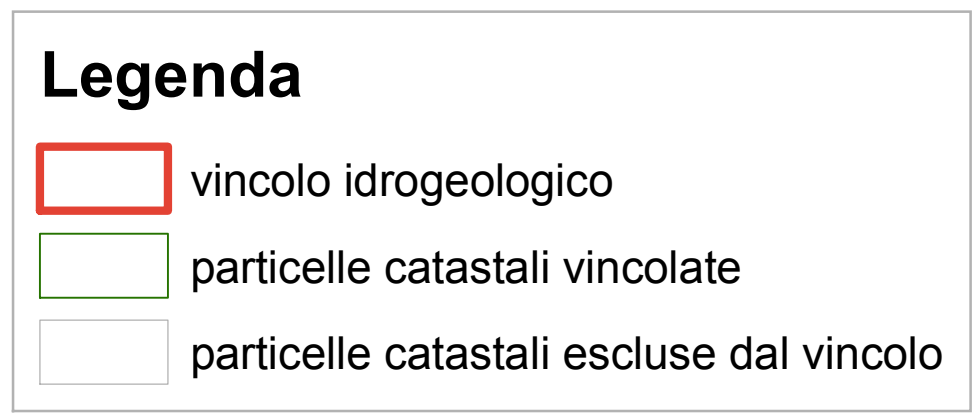 Legenda
vincolo idrogeologico
particelle catastali vincolate
particelle catastali escluse dal vincolo